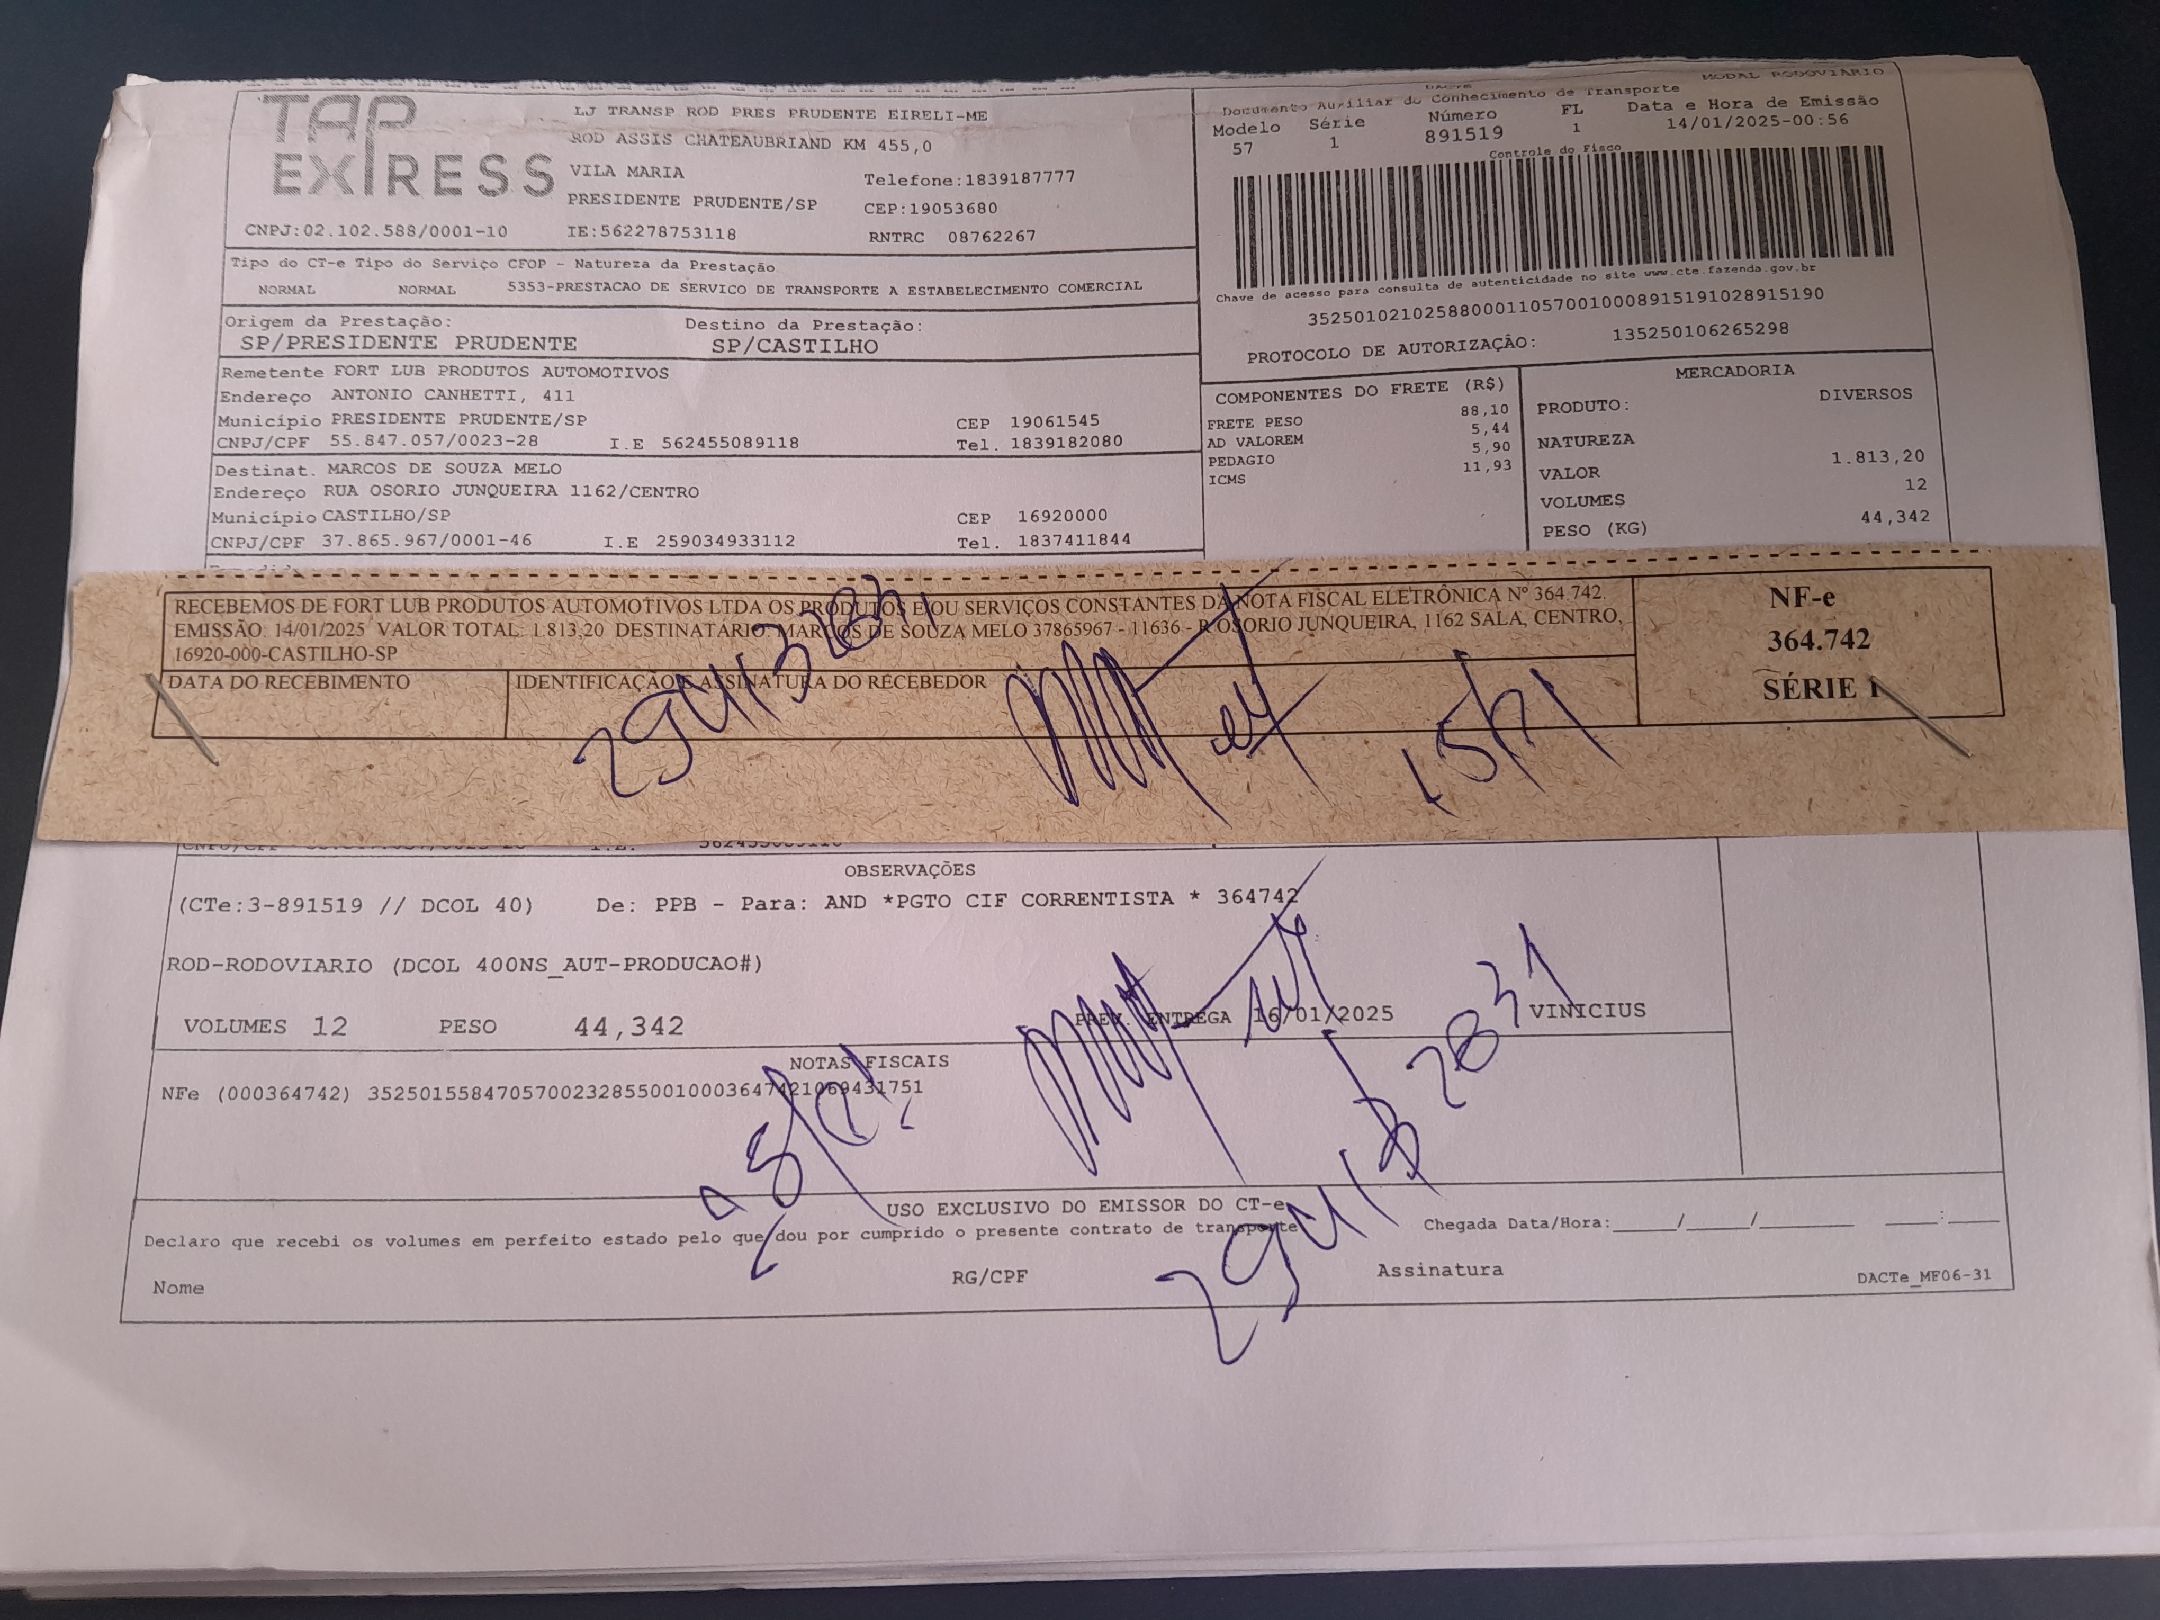 TAP EXPRESS
LJ TRANSP ROD PRES PRUDENTE EIRELI-ME
ROD ASSIS CHATEAUBRIAND KM 455,0
VILA MARIA Telefone:1839187777
PRESIDENTE PRUDENTE/SP CEP:19053680
CNPJ:02.102.588/0001-10 IE:562278753118 RNTRC 08762267
MODAL RODOVIARIO
Documento Auxiliar do Conhecimento de Transporte
Modelo Série Número FL Data e Hora de Emissão
57 1 891519 1 14/01/2025-00:56
Controle do Fisco
Chave de acesso para consulta de autenticidade no site www.cte.fazenda.gov.br
35250102102588000110570010008915191028915190
PROTOCOLO DE AUTORIZAÇÃO: 135250106265298
Tipo do CT-e Tipo do Serviço CFOP - Natureza da Prestação
NORMAL NORMAL 5353-PRESTACAO DE SERVICO DE TRANSPORTE A ESTABELECIMENTO COMERCIAL
Origem da Prestação: Destino da Prestação:
SP/PRESIDENTE PRUDENTE SP/CASTILHO
Remetente FORT LUB PRODUTOS AUTOMOTIVOS
Endereço ANTONIO CANHETTI, 411
Município PRESIDENTE PRUDENTE/SP CEP 19061545
CNPJ/CPF 55.847.057/0023-28 I.E 562455089118 Tel. 1839182080
Destinat. MARCOS DE SOUZA MELO
Endereço RUA OSORIO JUNQUEIRA 1162/CENTRO
Município CASTILHO/SP CEP 16920000
CNPJ/CPF 37.865.967/0001-46 I.E 259034933112 Tel. 1837411844
COMPONENTES DO FRETE (R$)
FRETE PESO 88,10
AD VALOREM 5,44
PEDAGIO 5,90
ICMS 11,93
MERCADORIA
PRODUTO: DIVERSOS
NATUREZA
VALOR 1.813,20
VOLUMES 12
PESO (KG) 44,342
RECEBEMOS DE FORT LUB PRODUTOS AUTOMOTIVOS LTDA OS PRODUTOS E/OU SERVIÇOS CONSTANTES DA NOTA FISCAL ELETRÔNICA Nº 364.742.
EMISSÃO: 14/01/2025 VALOR TOTAL: 1.813,20 DESTINATÁRIO: MARCOS DE SOUZA MELO 37865967 - 11636 - R OSORIO JUNQUEIRA, 1162 SALA, CENTRO,
16920-000-CASTILHO-SP
DATA DO RECEBIMENTO IDENTIFICAÇÃO E ASSINATURA DO RECEBEDOR
NF-e
364.742
SÉRIE 1
15/1
OBSERVAÇÕES
(CTe:3-891519 // DCOL 40) De: PPB - Para: AND *PGTO CIF CORRENTISTA * 364742
ROD-RODOVIARIO (DCOL 400NS_AUT-PRODUCAO#)
VOLUMES 12 PESO 44,342 PREV. ENTREGA 16/01/2025 VINICIUS
NOTAS FISCAIS
NFe (000364742) 35250155847057002328550010003647421069431751
USO EXCLUSIVO DO EMISSOR DO CT-e
Declaro que recebi os volumes em perfeito estado pelo que dou por cumprido o presente contrato de transporte
Chegada Data/Hora:_____/_____/________ ____:____
Nome RG/CPF Assinatura
DACTe_MF06-31